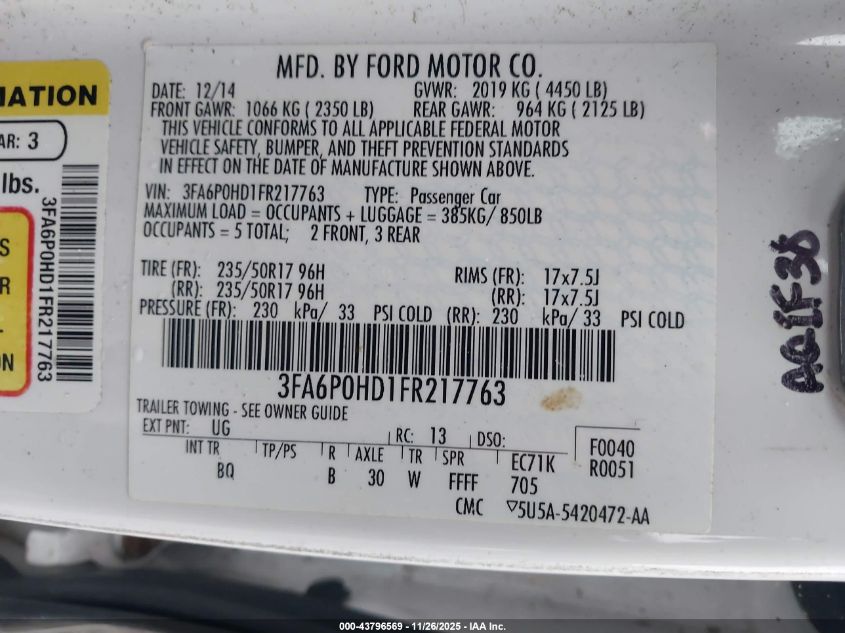 MFD. BY FORD MOTOR CO.
DATE: 12/14 GVWR: 2019 KG ( 4450 LB)
FRONT GAWR: 1066 KG ( 2350 LB) REAR GAWR: 964 KG ( 2125 LB)
THIS VEHICLE CONFORMS TO ALL APPLICABLE FEDERAL MOTOR
VEHICLE SAFETY, BUMPER, AND THEFT PREVENTION STANDARDS
IN EFFECT ON THE DATE OF MANUFACTURE SHOWN ABOVE.
VIN: 3FA6P0HD1FR217763 TYPE: Passenger Car
MAXIMUM LOAD = OCCUPANTS + LUGGAGE = 385KG/ 850LB
OCCUPANTS = 5 TOTAL; 2 FRONT, 3 REAR
TIRE (FR): 235/50R17 96H RIMS (FR): 17x7.5J
(RR): 235/50R17 96H (RR): 17x7.5J
PRESSURE (FR): 230 kPa/ 33 PSI COLD (RR): 230 kPa/ 33 PSI COLD
3FA6P0HD1FR217763
TRAILER TOWING - SEE OWNER GUIDE
EXT PNT: UG RC: 13 DSO: F0040
R0051
INT TR TP/PS R AXLE TR SPR EC71K
BQ B 30 W FFFF 705
CMC ▽5U5A-5420472-AA
MATION
AR: 3
lbs.
S
R
L-
ON
3FA6P0HD1FR217763
000-43796569 - 11/26/2025 - IAA Inc.